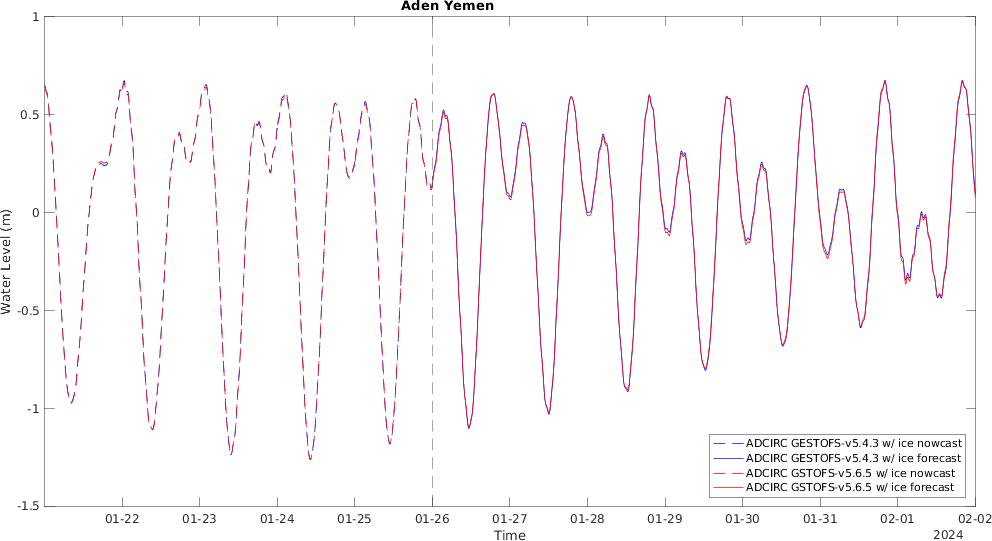 Aden Yemen
1
0.5
0
-0.5
-1
-1.5
Water Level (m)
ADCIRC GESTOFS-v5.4.3 w/ ice nowcast
ADCIRC GESTOFS-v5.4.3 w/ ice forecast
ADCIRC GSTOFS-v5.6.5 w/ ice nowcast
ADCIRC GSTOFS-v5.6.5 w/ ice forecast
01-22 01-23 01-24 01-25 01-26 01-27 01-28 01-29 01-30 01-31 02-01 02-02
Time
2024